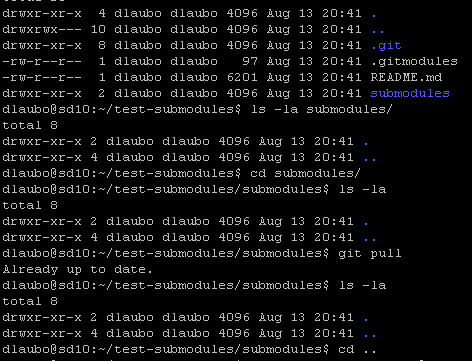 drwxr-xr-x  4 dlaubo dlaubo 4096 Aug 13 20:41 .
drwxrwx--- 10 dlaubo dlaubo 4096 Aug 13 20:41 ..
drwxr-xr-x  8 dlaubo dlaubo 4096 Aug 13 20:41 .git
-rw-r--r--  1 dlaubo dlaubo   97 Aug 13 20:41 .gitmodules
-rw-r--r--  1 dlaubo dlaubo 6201 Aug 13 20:41 README.md
drwxr-xr-x  2 dlaubo dlaubo 4096 Aug 13 20:41 submodules
dlaubo@sd10:~/test-submodules$ ls -la submodules/
total 8
drwxr-xr-x 2 dlaubo dlaubo 4096 Aug 13 20:41 .
drwxr-xr-x 4 dlaubo dlaubo 4096 Aug 13 20:41 ..
dlaubo@sd10:~/test-submodules$ cd submodules/
dlaubo@sd10:~/test-submodules/submodules$ ls -la
total 8
drwxr-xr-x 2 dlaubo dlaubo 4096 Aug 13 20:41 .
drwxr-xr-x 4 dlaubo dlaubo 4096 Aug 13 20:41 ..
dlaubo@sd10:~/test-submodules/submodules$ git pull
Already up to date.
dlaubo@sd10:~/test-submodules/submodules$ ls -la
total 8
drwxr-xr-x 2 dlaubo dlaubo 4096 Aug 13 20:41 .
drwxr-xr-x 4 dlaubo dlaubo 4096 Aug 13 20:41 ..
dlaubo@sd10:~/test-submodules/submodules$ cd ..